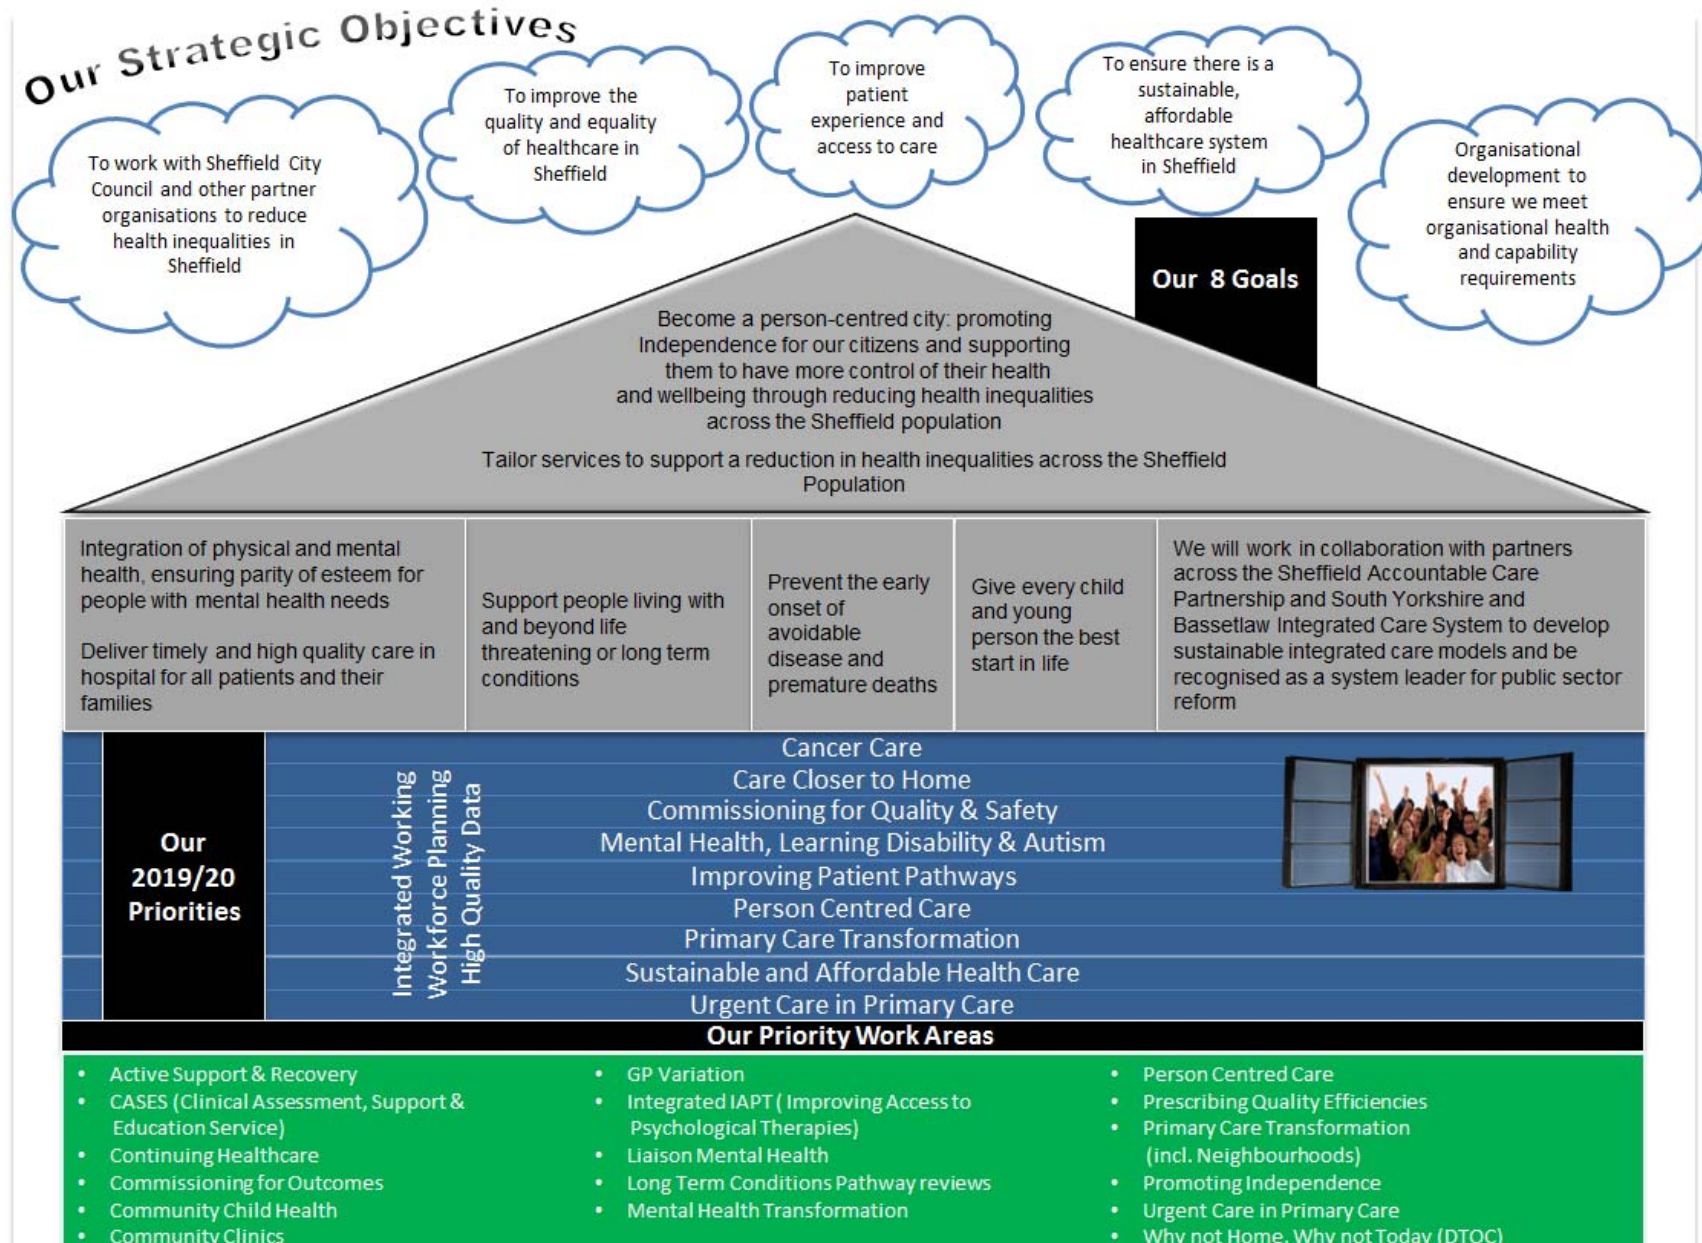 Our Strategic Objectives
To work with Sheffield City
Council and other partner
organisations to reduce
health inequalities in
Sheffield
To improve the
quality and equality
of healthcare in
Sheffield
To improve
patient
experience and
access to care
To ensure there is a
sustainable,
affordable
healthcare system
in Sheffield
Organisational
development to
ensure we meet
organisational health
and capability
requirements
Our 8 Goals
Become a person-centred city: promoting
Independence for our citizens and supporting
them to have more control of their health
and wellbeing through reducing health inequalities
across the Sheffield population
Tailor services to support a reduction in health inequalities across the Sheffield
Population
Integration of physical and mental
health, ensuring parity of esteem for
people with mental health needs
Deliver timely and high quality care in
hospital for all patients and their
families
Support people living with
and beyond life
threatening or long term
conditions
Prevent the early
onset of
avoidable
disease and
premature deaths
Give every child
and young
person the best
start in life
We will work in collaboration with partners
across the Sheffield Accountable Care
Partnership and South Yorkshire and
Bassetlaw Integrated Care System to develop
sustainable integrated care models and be
recognised as a system leader for public sector
reform
Our
2019/20
Priorities
Integrated Working
Workforce Planning
High Quality Data
Cancer Care
Care Closer to Home
Commissioning for Quality & Safety
Mental Health, Learning Disability & Autism
Improving Patient Pathways
Person Centred Care
Primary Care Transformation
Sustainable and Affordable Health Care
Urgent Care in Primary Care
Our Priority Work Areas
• Active Support & Recovery
• CASES (Clinical Assessment, Support &
Education Service)
• Continuing Healthcare
• Commissioning for Outcomes
• Community Child Health
• Community Clinics
• GP Variation
• Integrated IAPT ( Improving Access to
Psychological Therapies)
• Liaison Mental Health
• Long Term Conditions Pathway reviews
• Mental Health Transformation
• Person Centred Care
• Prescribing Quality Efficiencies
• Primary Care Transformation
(incl. Neighbourhoods)
• Promoting Independence
• Urgent Care in Primary Care
• Why not Home, Why not Today (DTOC)